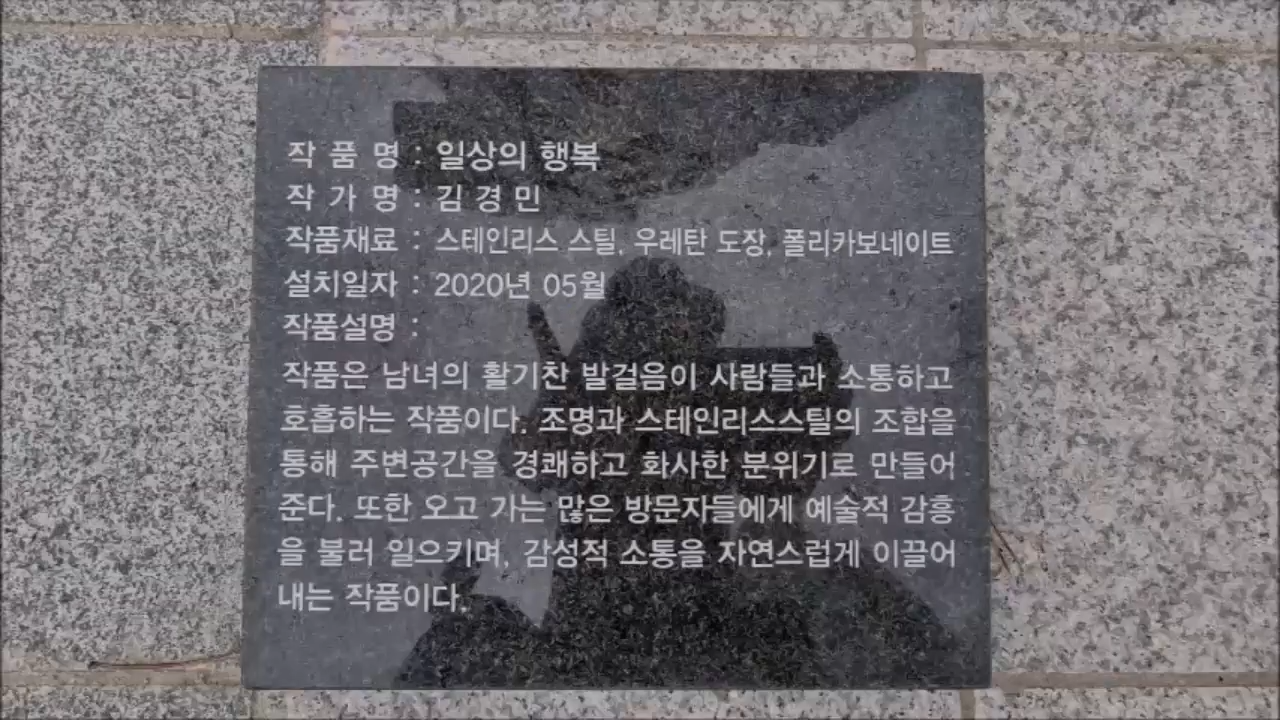 작 품 명 : 일상의 행복
작 가 명 : 김 경 민
작품재료 : 스테인리스 스틸, 우레탄 도장, 폴리카보네이트
설치일자 : 2020년 05월
작품설명 :
작품은 남녀의 활기찬 발걸음이 사람들과 소통하고
호흡하는 작품이다. 조명과 스테인리스스틸의 조합을
통해 주변공간을 경쾌하고 화사한 분위기로 만들어
준다. 또한 오고 가는 많은 방문자들에게 예술적 감흥
을 불러 일으키며, 감성적 소통을 자연스럽게 이끌어
내는 작품이다.